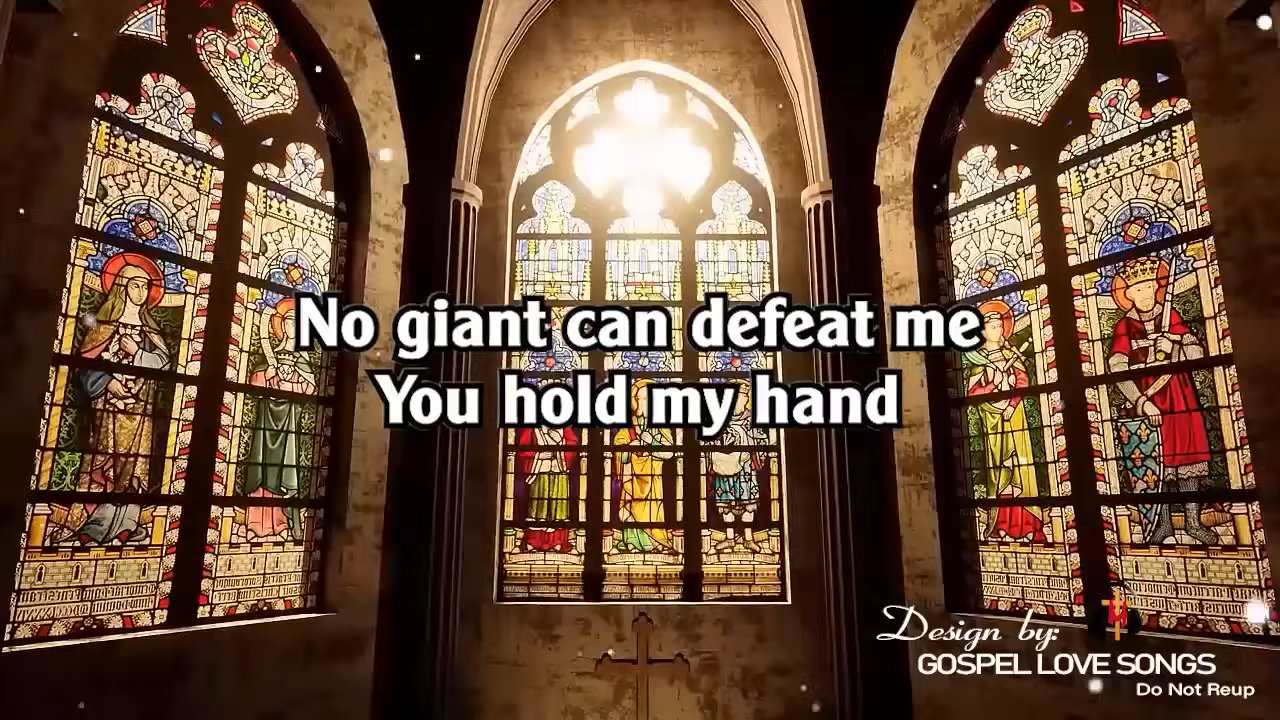 No giant can defeat me
You hold my hand
Design by:
GOSPEL LOVE SONGS
Do Not Reup